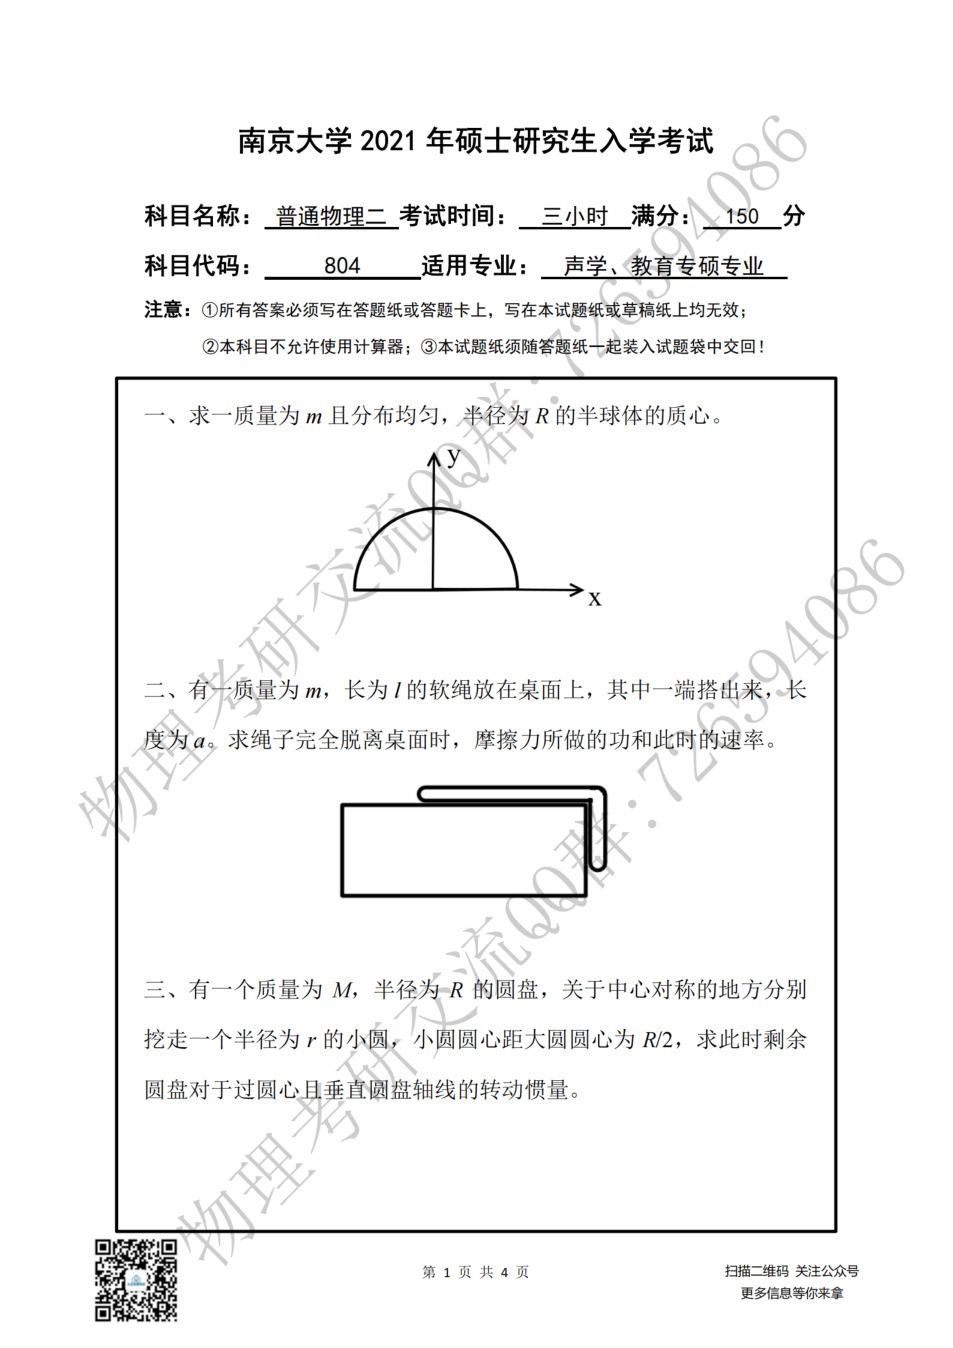 南京大学 2021 年硕士研究生入学考试
科目名称： 普通物理二 考试时间： 三小时 满分： 150 分
科目代码： 804 适用专业： 声学、教育专硕专业
注意：①所有答案必须写在答题纸或答题卡上，写在本试题纸或草稿纸上均无效；
②本科目不允许使用计算器；③本试题纸须随答题纸一起装入试题袋中交回！
一、求一质量为 m 且分布均匀，半径为 R 的半球体的质心。
y
x
二、有一质量为 m，长为 l 的软绳放在桌面上，其中一端搭出来，长
度为 a。求绳子完全脱离桌面时，摩擦力所做的功和此时的速率。
三、有一个质量为 M，半径为 R 的圆盘，关于中心对称的地方分别
挖走一个半径为 r 的小圆，小圆圆心距大圆圆心为 R/2，求此时剩余
圆盘对于过圆心且垂直圆盘轴线的转动惯量。
物理考研交流QQ群：726594086
物理考研交流QQ群：726594086
第 1 页 共 4 页
扫描二维码 关注公众号
更多信息等你来拿